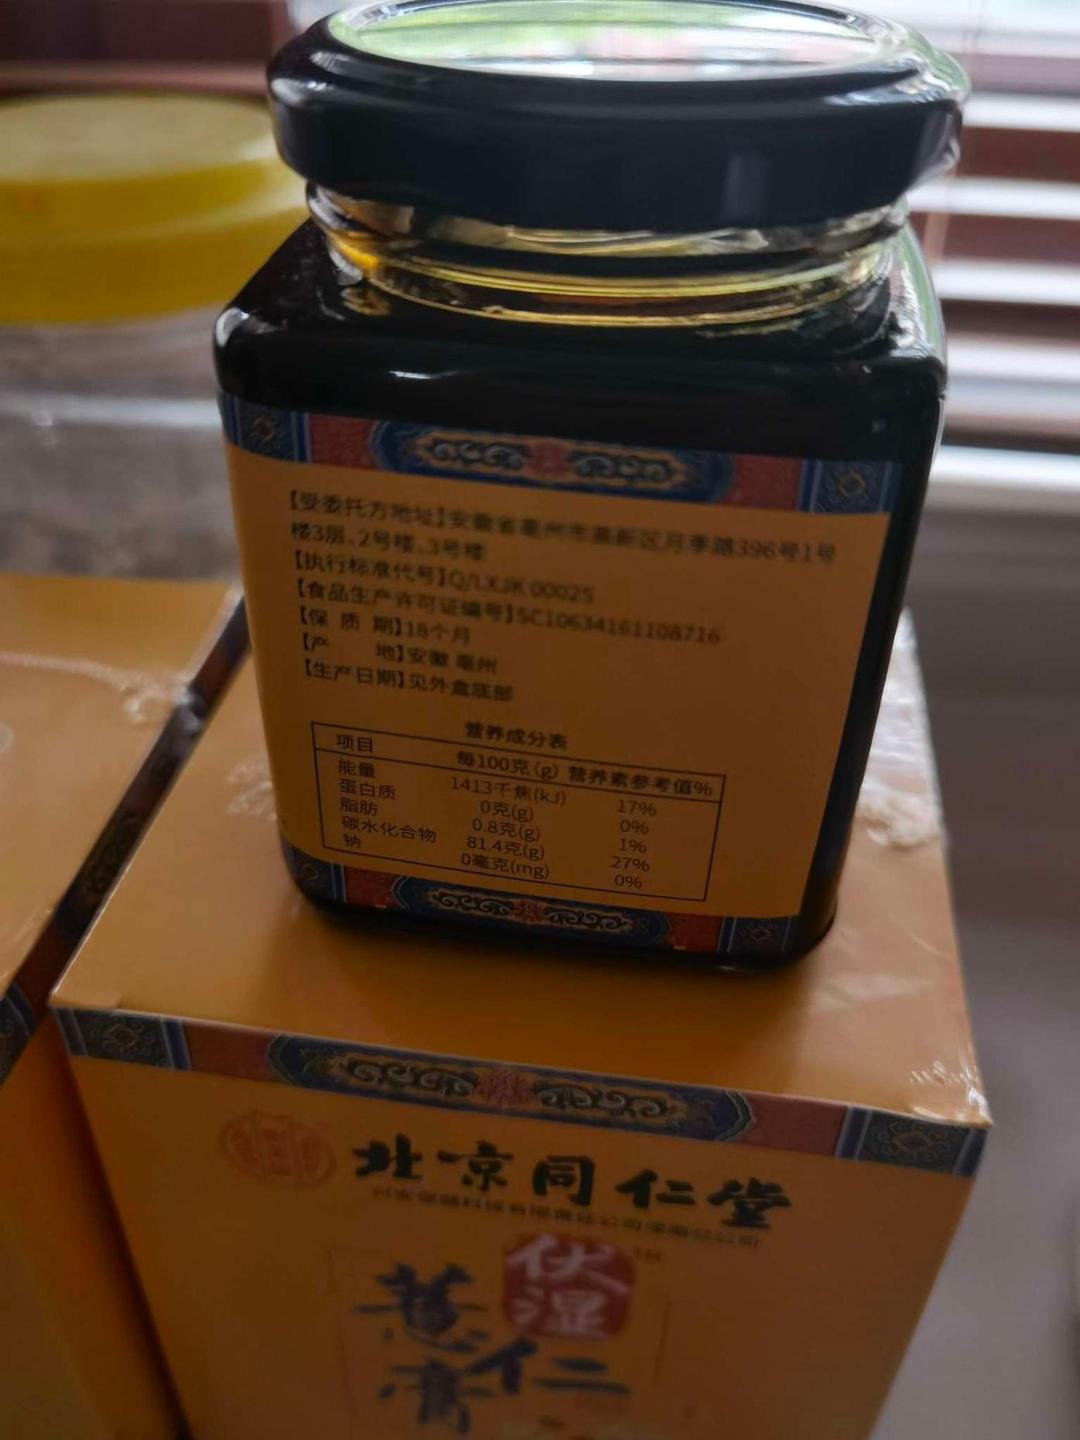 【受委托方地址】安徽省亳州市高新区月季路396号1号
楼3层、2号楼、3号楼
【执行标准代号】Q/LXJK 0002S
【食品生产许可证编号】SC10634161108716
【保 质 期】18个月
【产 地】安徽 亳州
【生产日期】见外盒底部
营养成分表
项目 每100克(g) 营养素参考值%
能量 1413千焦(kJ) 17%
蛋白质 0克(g) 0%
脂肪 0.8克(g) 1%
碳水化合物 81.4克(g) 27%
钠 0毫克(mg) 0%
北京同仁堂
伏湿
薏仁膏